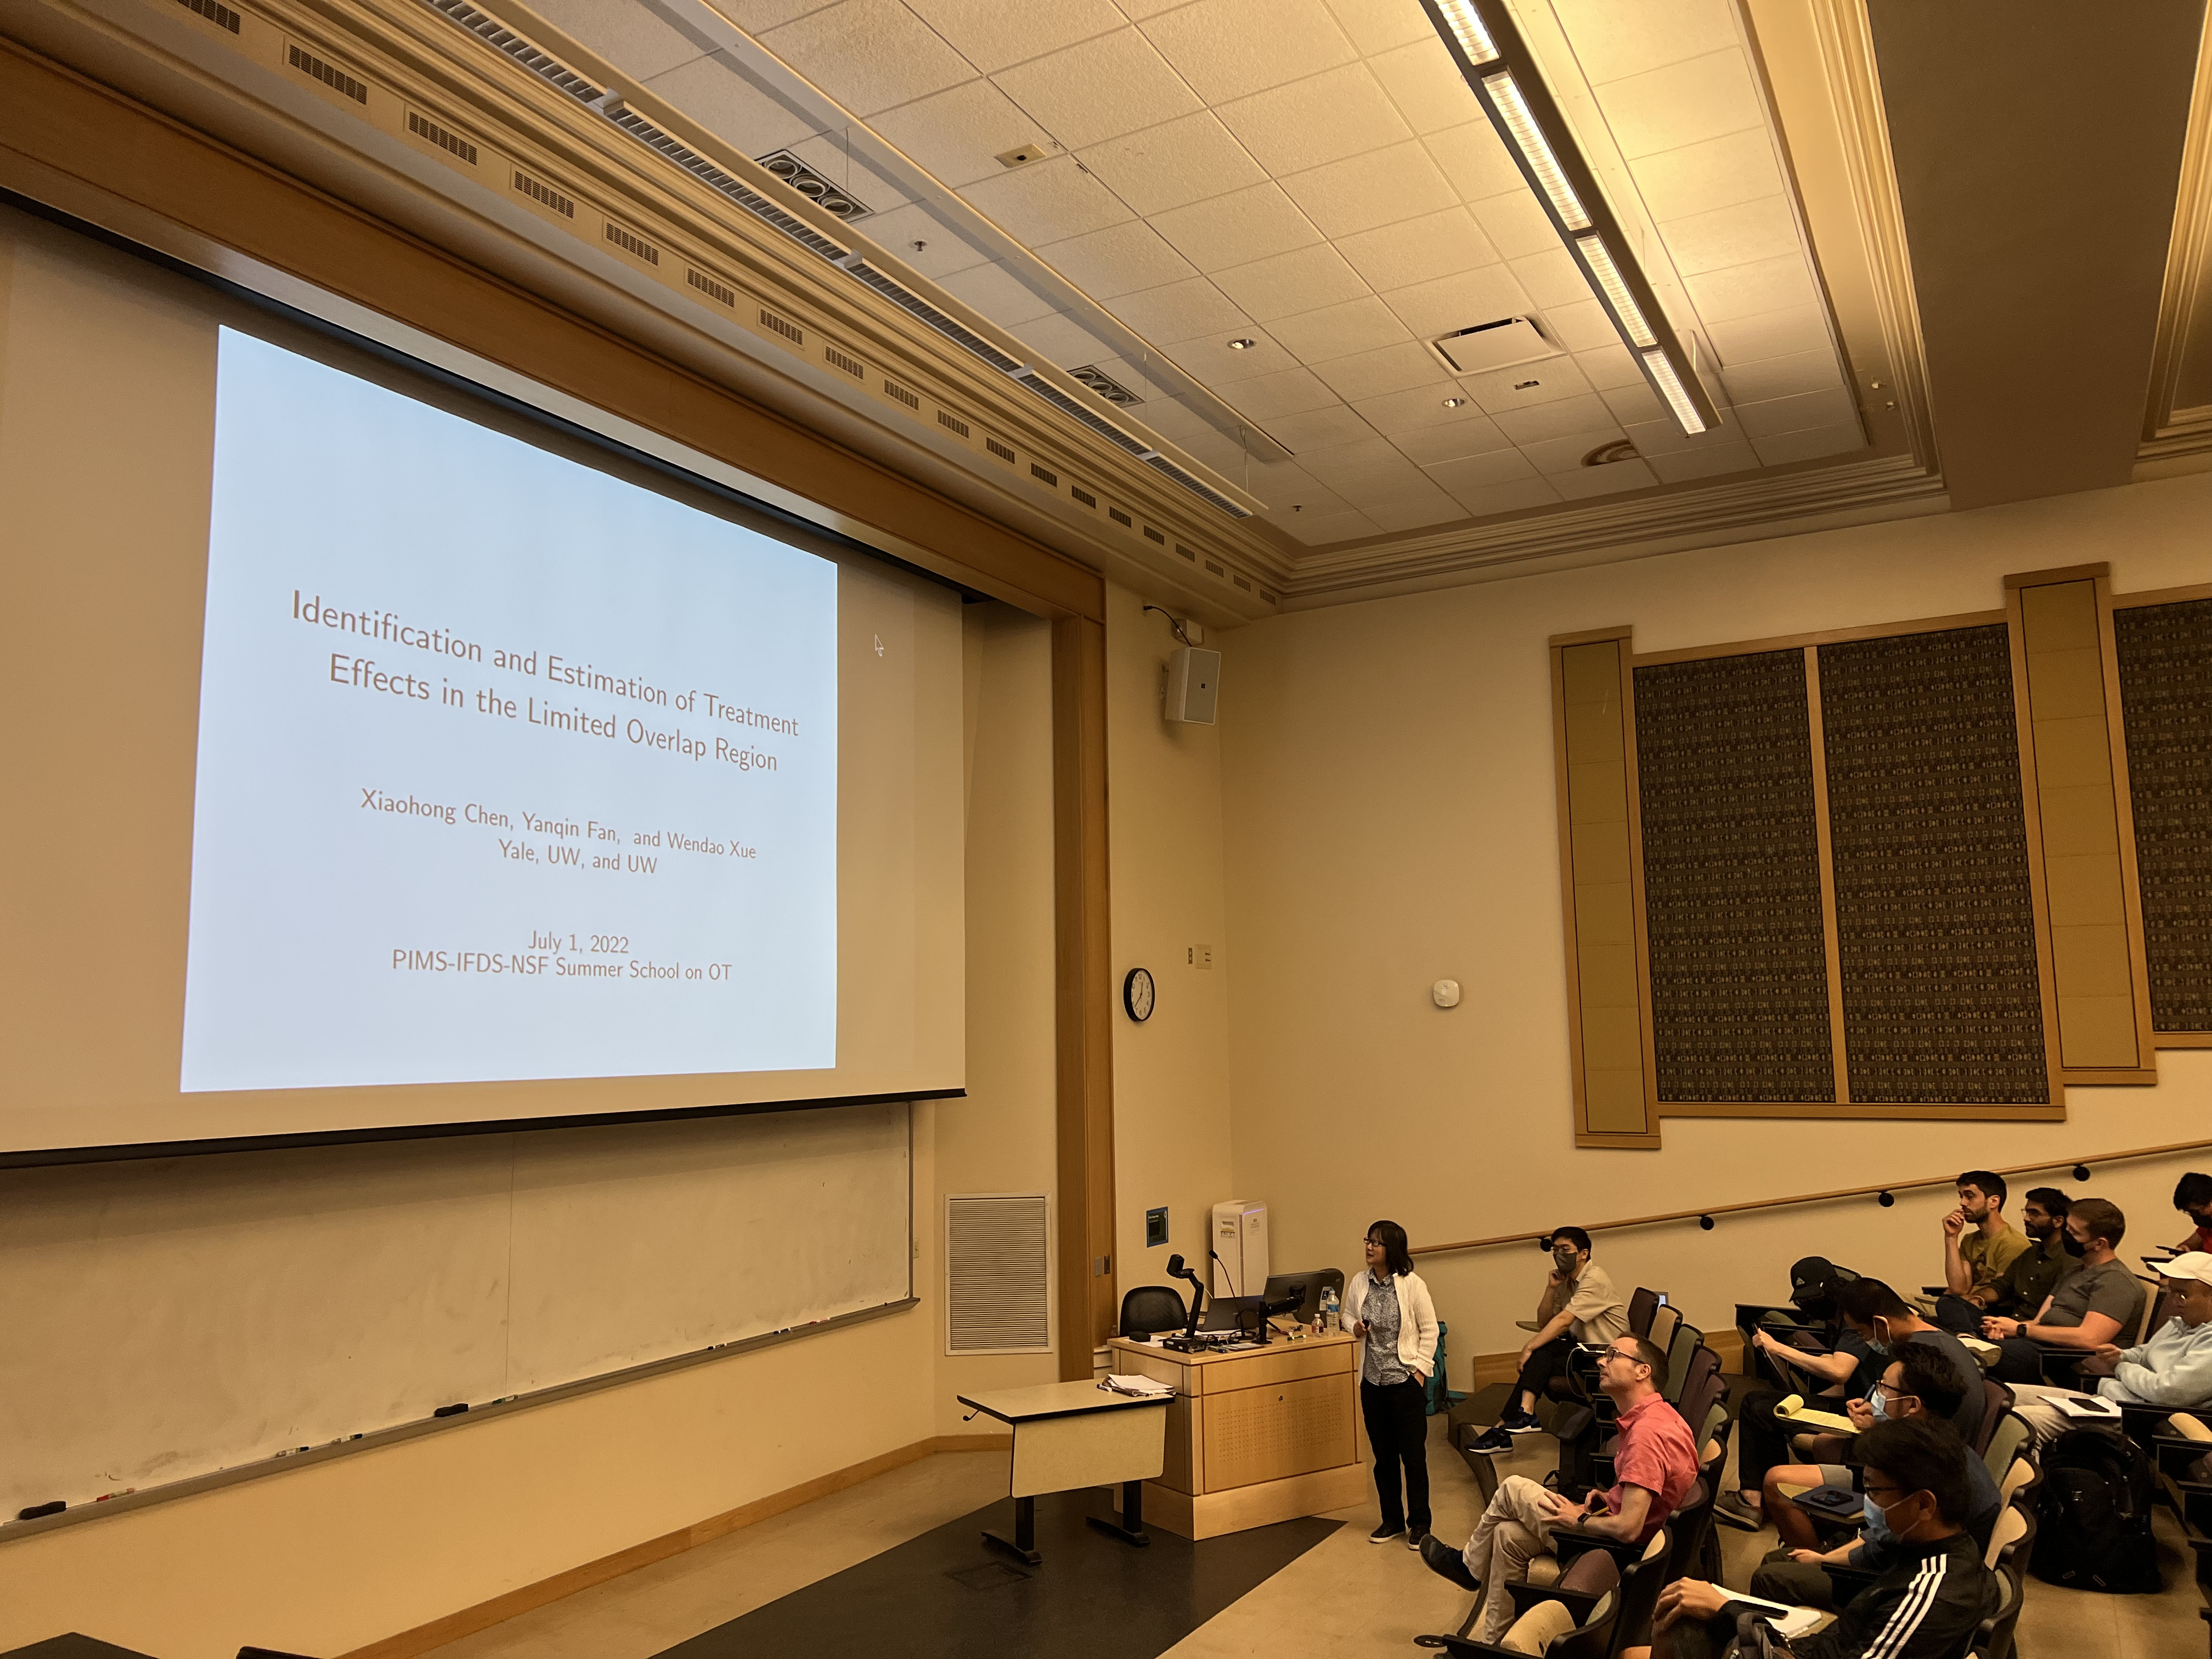 Identification and Estimation of Treatment
Effects in the Limited Overlap Region
Xiaohong Chen, Yanqin Fan, and Wendao Xue
Yale, UW, and UW
July 1, 2022
PIMS-IFDS-NSF Summer School on OT